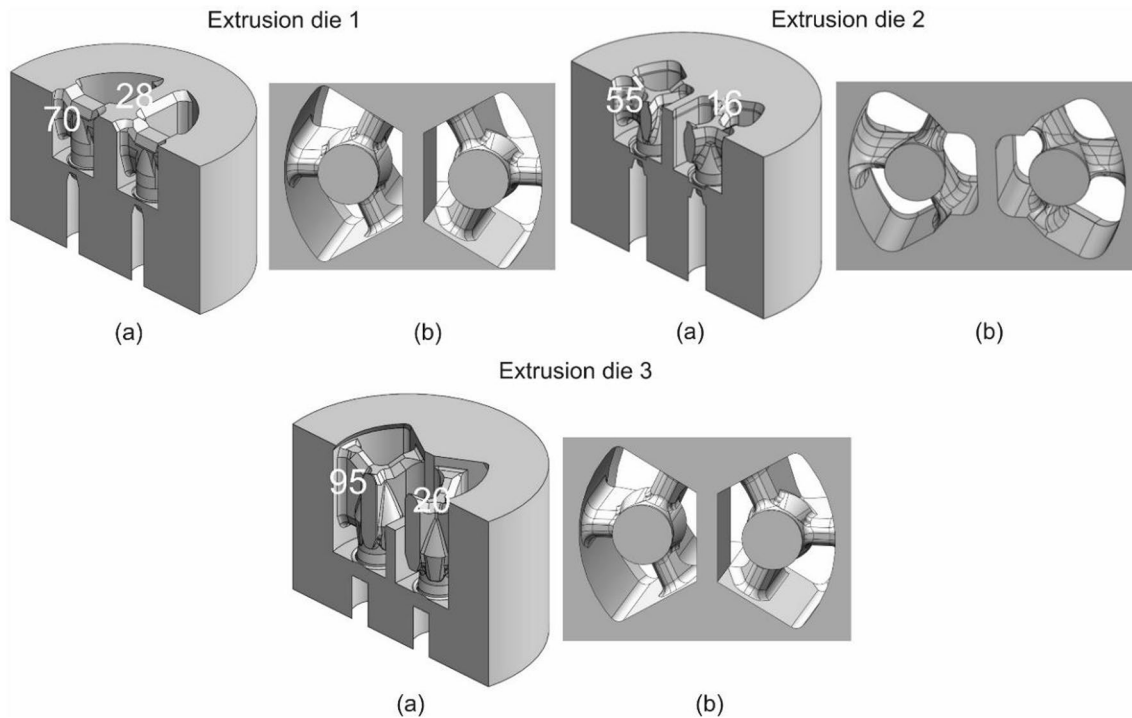 Extrusion die 1
Extrusion die 2
70
28
55
16
(a)
(b)
(a)
(b)
Extrusion die 3
95
20
(a)
(b)